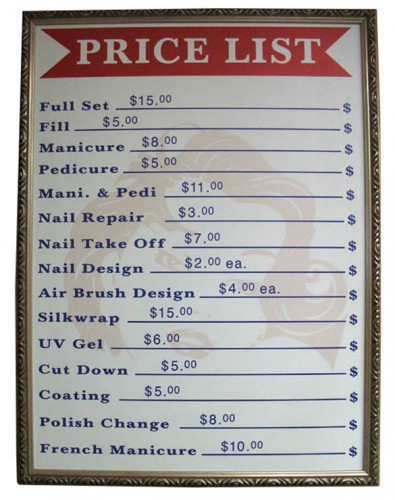 PRICE LIST
Full Set $15.00 $
Fill $5.00 $
Manicure $8.00 $
Pedicure $5.00 $
Mani. & Pedi $11.00 $
Nail Repair $3.00 $
Nail Take Off $7.00 $
Nail Design $2.00 ea. $
Air Brush Design $4.00 ea. $
Silkwrap $15.00 $
UV Gel $6.00 $
Cut Down $5.00 $
Coating $5.00 $
Polish Change $8.00 $
French Manicure $10.00 $